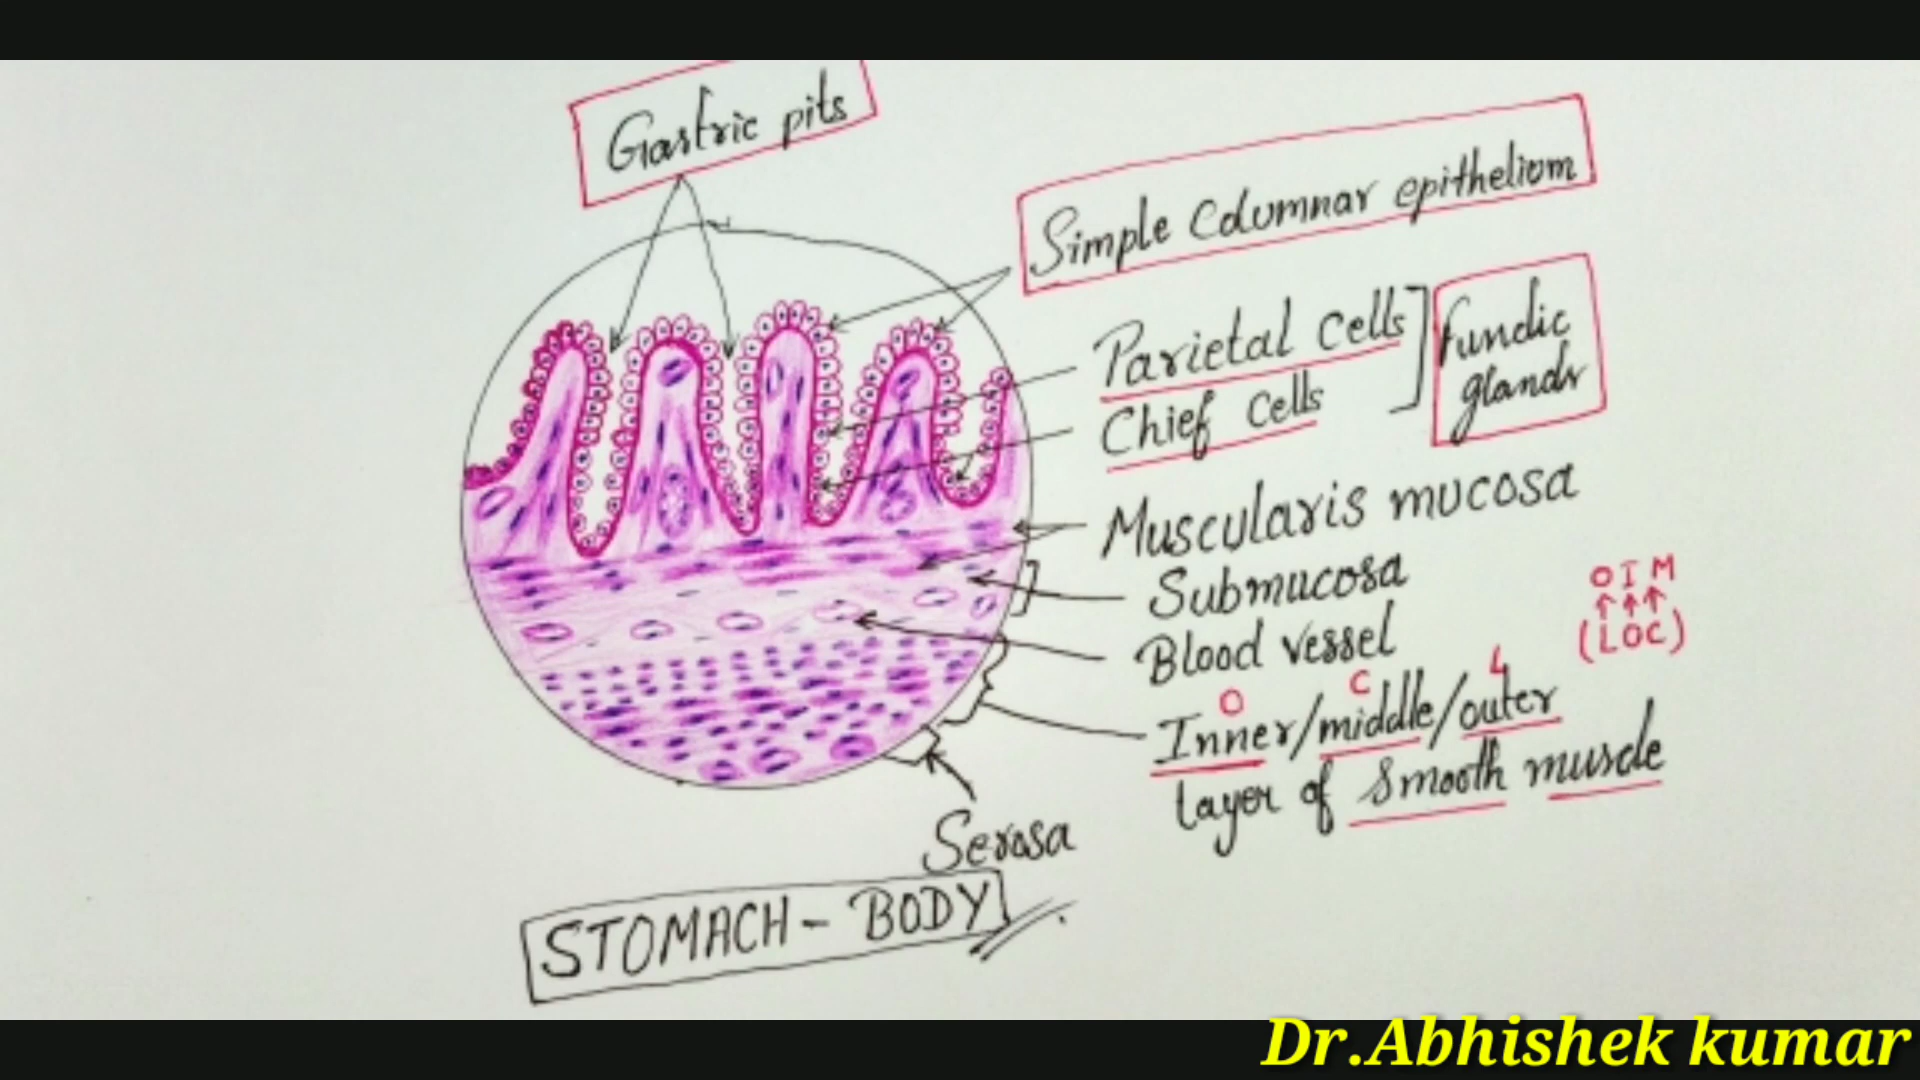 Gastric pits
Simple Columnar epitheliom
Parietal cells
Chief cells
Fundic
glands
Muscularis mucosa
Submucosa
Blood vessel
O I M
(LOC)
O C L
Inner/middle/outer
layer of smooth muscle
Serosa
STOMACH - BODY
Dr.Abhishek kumar